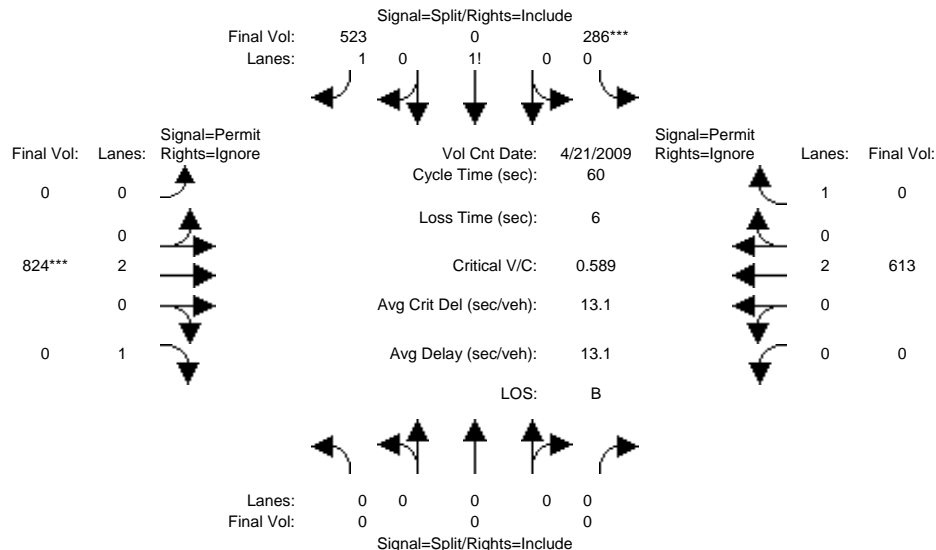 Signal=Split/Rights=Include
Final Vol: 523 0 286***
Lanes: 1 0 1! 0 0
Signal=Permit
Final Vol: Lanes: Rights=Ignore
Vol Cnt Date: 4/21/2009
Signal=Permit
Rights=Ignore Lanes: Final Vol:
Cycle Time (sec): 60
0 0
1 0
Loss Time (sec): 6
0
0
824*** 2
Critical V/C: 0.589
2 613
0
Avg Crit Del (sec/veh): 13.1
0
0 1
Avg Delay (sec/veh): 13.1
0 0
LOS: B
Lanes: 0 0 0 0 0
Final Vol: 0 0 0
Signal=Split/Rights=Include